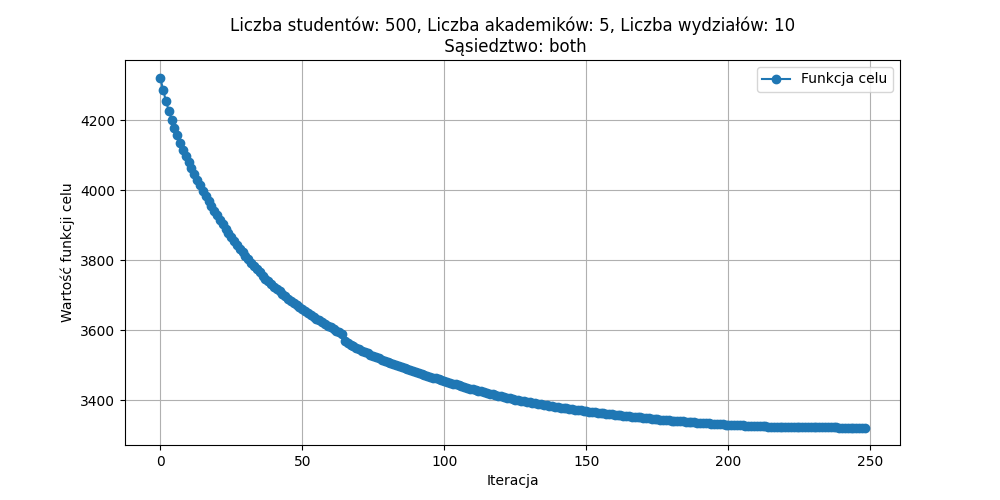 Liczba studentów: 500, Liczba akademików: 5, Liczba wydziałów: 10
Sąsiedztwo: both
Funkcja celu
Wartość funkcji celu
4200
4000
3800
3600
3400
0 50 100 150 200 250
Iteracja